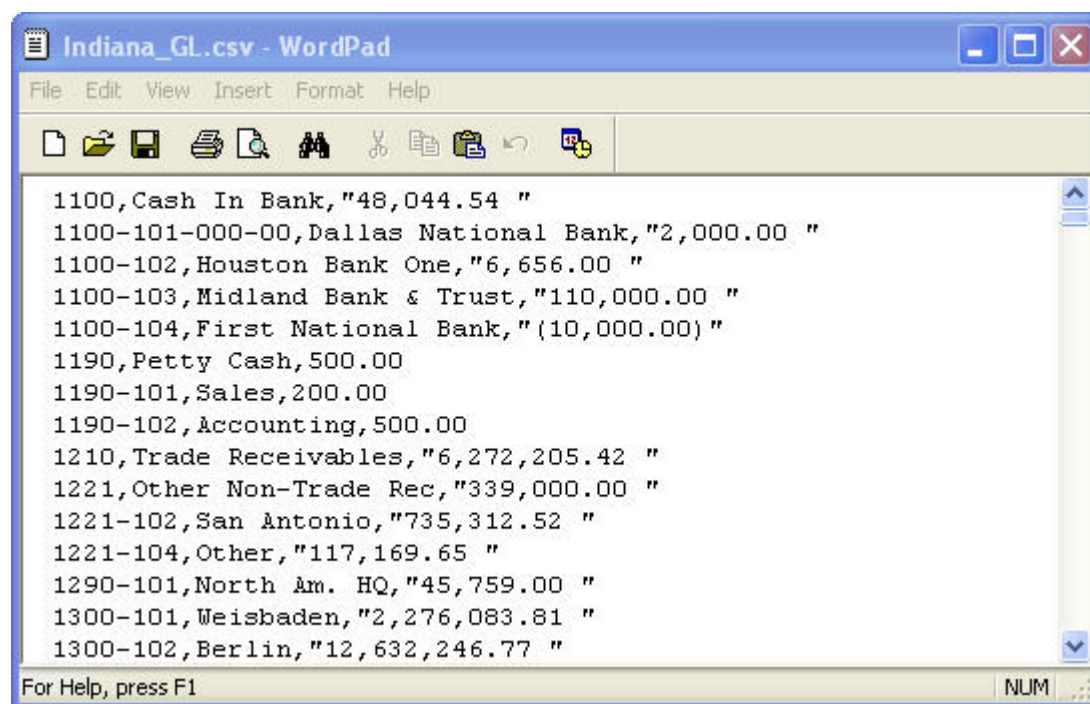 Indiana_GL.csv - WordPad
File Edit View Insert Format Help
1100,Cash In Bank,"48,044.54 "
1100-101-000-00,Dallas National Bank,"2,000.00 "
1100-102,Houston Bank One,"6,656.00 "
1100-103,Midland Bank & Trust,"110,000.00 "
1100-104,First National Bank,"(10,000.00)"
1190,Petty Cash,500.00
1190-101,Sales,200.00
1190-102,Accounting,500.00
1210,Trade Receivables,"6,272,205.42 "
1221,Other Non-Trade Rec,"339,000.00 "
1221-102,San Antonio,"735,312.52 "
1221-104,Other,"117,169.65 "
1290-101,North Am. HQ,"45,759.00 "
1300-101,Weisbaden,"2,276,083.81 "
1300-102,Berlin,"12,632,246.77 "
For Help, press F1
NUM